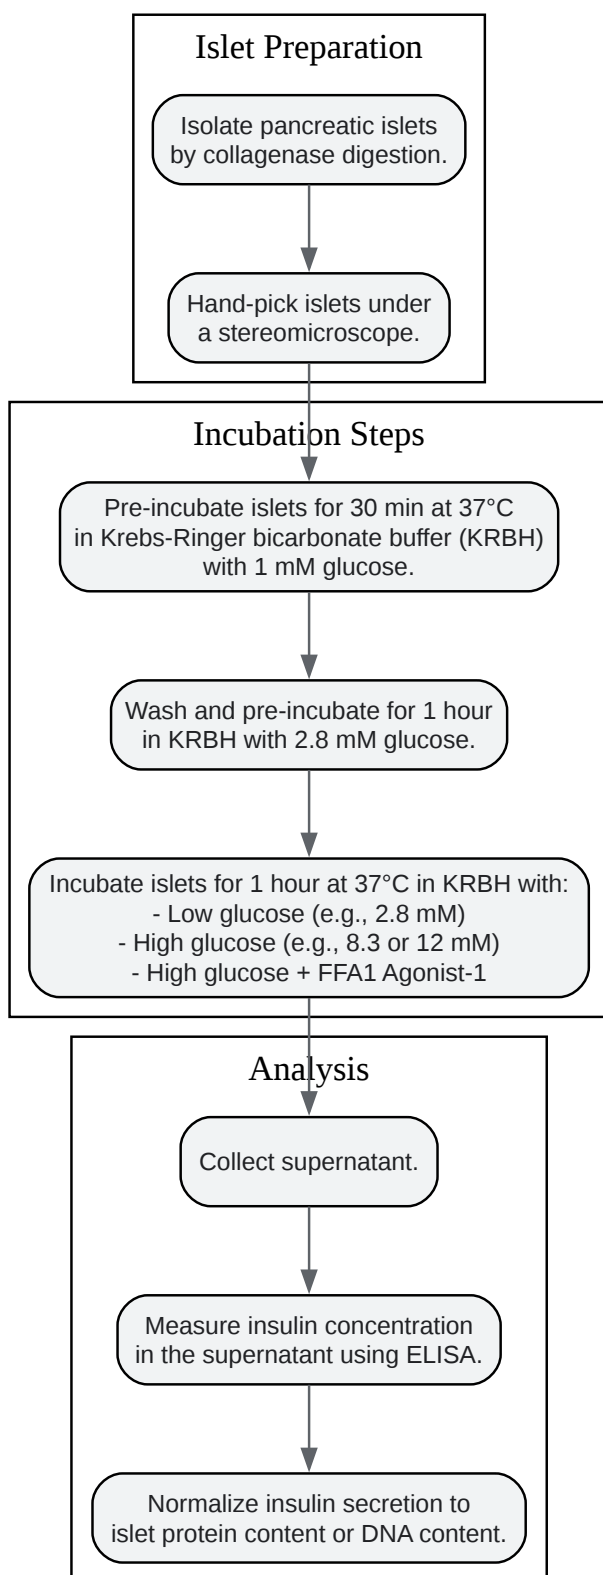 Islet Preparation
Isolate pancreatic islets
by collagenase digestion.
Hand-pick islets under
a stereomicroscope.
Incubation Steps
Pre-incubate islets for 30 min at 37°C
in Krebs-Ringer bicarbonate buffer (KRBH)
with 1 mM glucose.
Wash and pre-incubate for 1 hour
in KRBH with 2.8 mM glucose.
Incubate islets for 1 hour at 37°C in KRBH with:
- Low glucose (e.g., 2.8 mM)
- High glucose (e.g., 8.3 or 12 mM)
- High glucose + FFA1 Agonist-1
Analysis
Collect supernatant.
Measure insulin concentration
in the supernatant using ELISA.
Normalize insulin secretion to
islet protein content or DNA content.